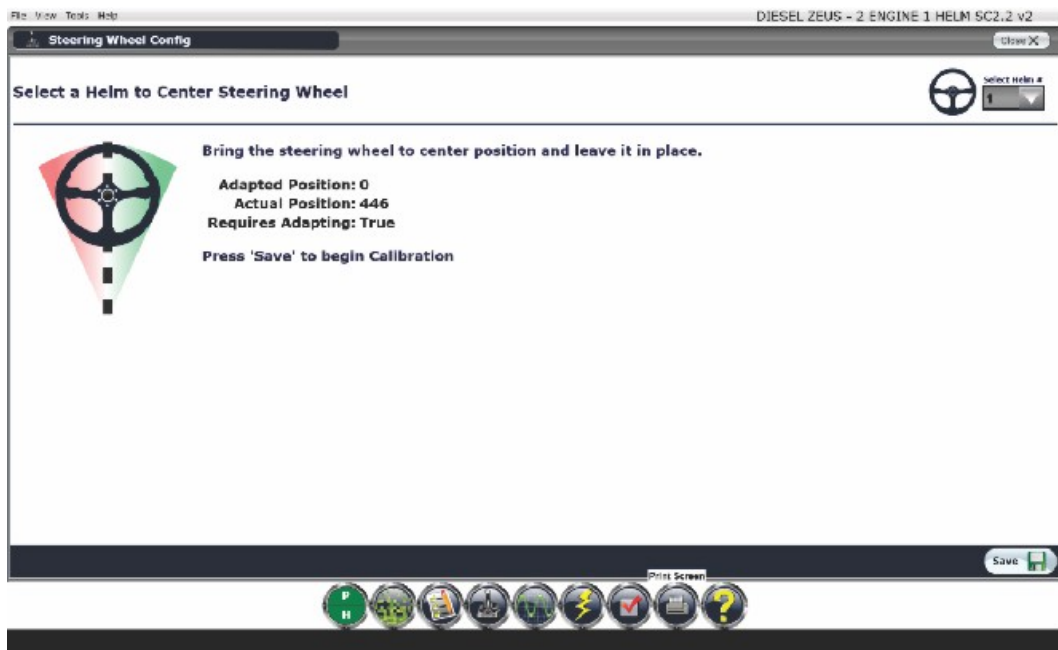 File View Tools Help
DIESEL ZEUS - 2 ENGINE 1 HELM SC2.2 v2
Steering Wheel Config
Close X
Select a Helm to Center Steering Wheel
Select Helm #
1
Bring the steering wheel to center position and leave it in place.
Adapted Position: 0
Actual Position: 446
Requires Adapting: True
Press 'Save' to begin Calibration
Save
Print Screen
P
H
?